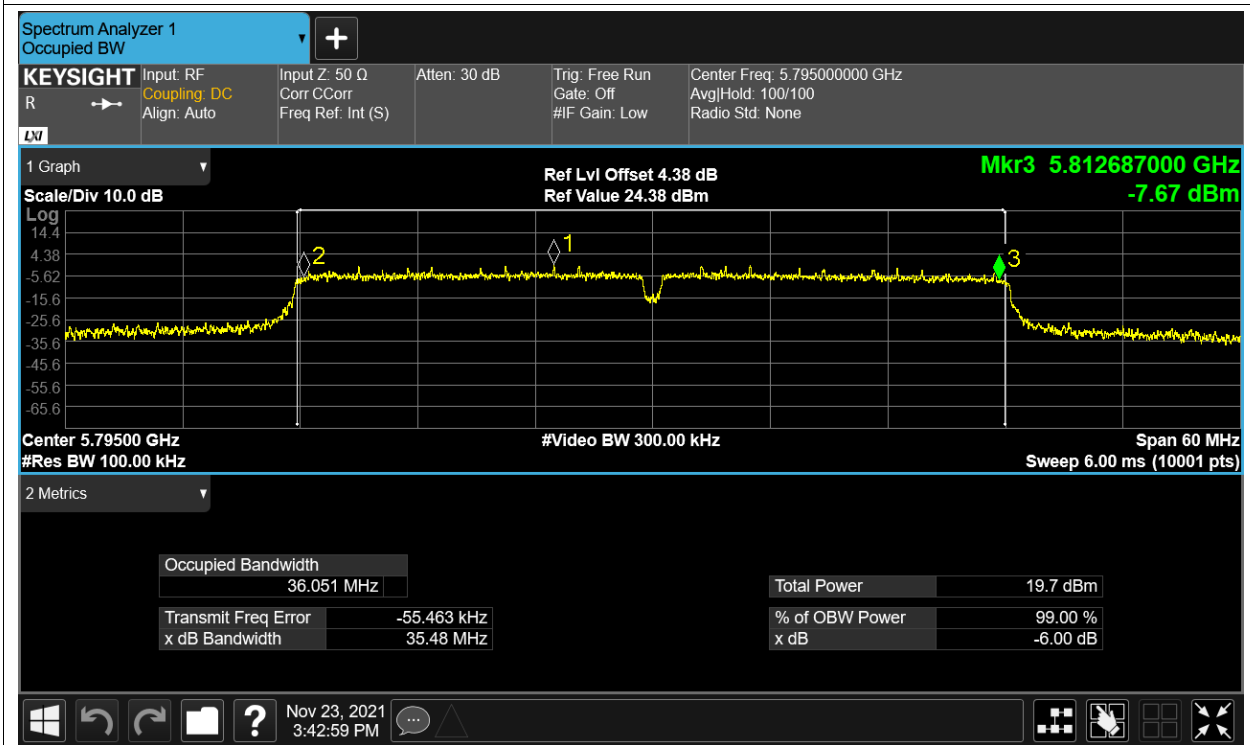 Spectrum Analyzer 1
Occupied BW
KEYSIGHT
R
LXI
Input: RF
Coupling: DC
Align: Auto
Input Z: 50 Ω
Corr CCorr
Freq Ref: Int (S)
Atten: 30 dB
Trig: Free Run
Gate: Off
#IF Gain: Low
Center Freq: 5.795000000 GHz
Avg|Hold: 100/100
Radio Std: None
1 Graph
Scale/Div 10.0 dB
Ref Lvl Offset 4.38 dB
Ref Value 24.38 dBm
Mkr3 5.812687000 GHz
-7.67 dBm
Log
14.4
4.38
-5.62
-15.6
-25.6
-35.6
-45.6
-55.6
-65.6
2
1
3
Center 5.79500 GHz
#Res BW 100.00 kHz
#Video BW 300.00 kHz
Span 60 MHz
Sweep 6.00 ms (10001 pts)
2 Metrics
Occupied Bandwidth
36.051 MHz
Transmit Freq Error -55.463 kHz
x dB Bandwidth 35.48 MHz
Total Power 19.7 dBm
% of OBW Power 99.00 %
x dB -6.00 dB
?
Nov 23, 2021
3:42:59 PM